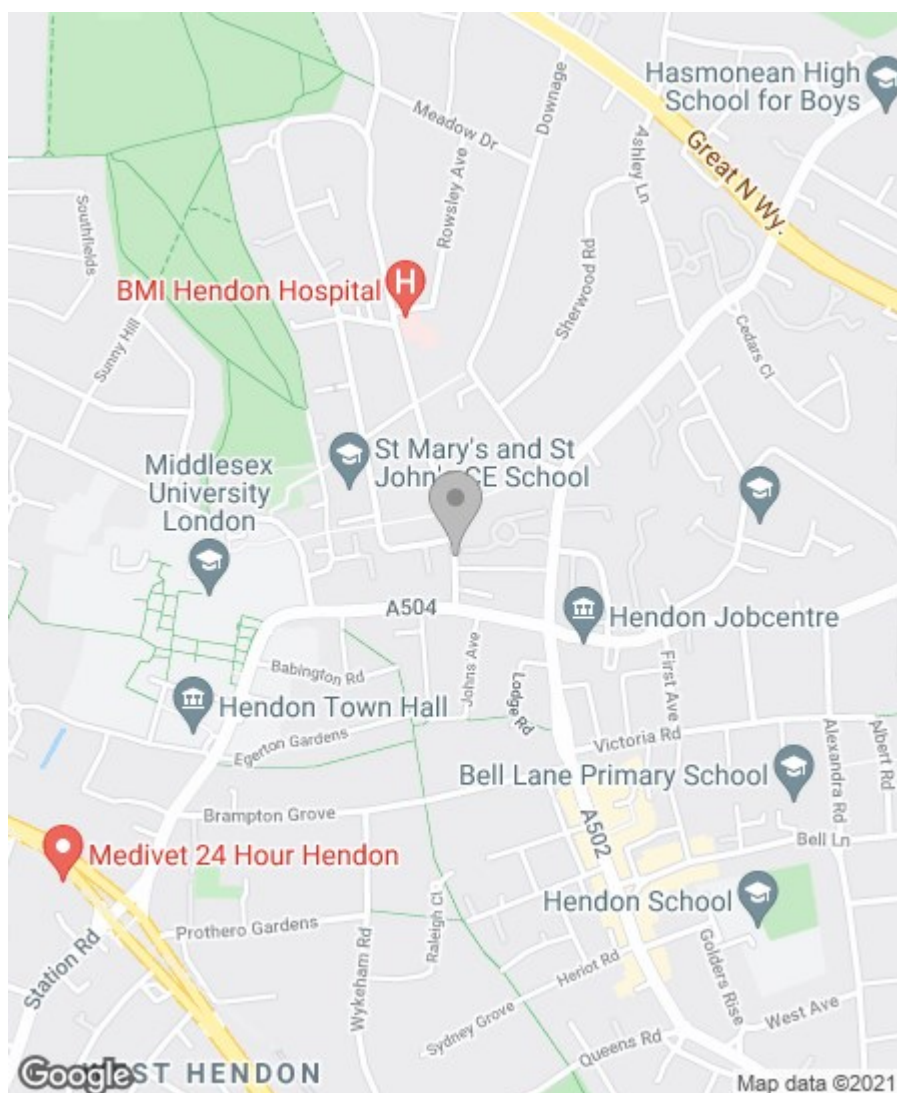 Hasmonean High
School for Boys
Downage
Meadow Dr
Ashley Ln
Great N Wy.
Rowsley Ave
Southfields
BMI Hendon Hospital
H
Sherwood Rd
Sunny Hill
Cedars Cl
St Mary's and St
John's CE School
Middlesex
University
London
A504
Hendon Jobcentre
Johns Ave
First Ave
Babington Rd
Lodge Rd
Hendon Town Hall
Egerton Gardens
Victoria Rd
Alexandra Rd
Albert Rd
Bell Lane Primary School
Brampton Grove
A502
Bell Ln
Medivet 24 Hour Hendon
Hendon School
Raleigh Cl
Prothero Gardens
Station Rd
Wykeham Rd
Heriot Rd
Golders Rise
Sydney Grove
West Ave
Queens Rd
Google
WEST HENDON
Map data ©2021